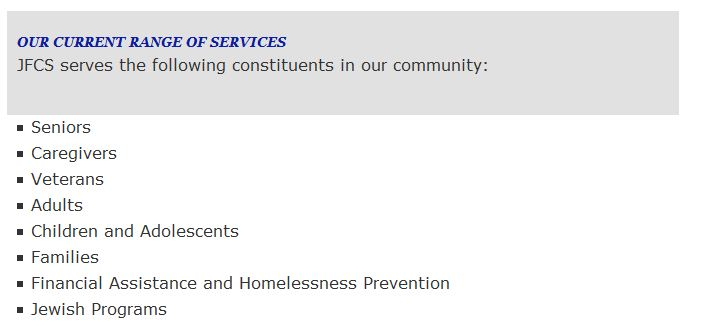 OUR CURRENT RANGE OF SERVICES
JFCS serves the following constituents in our community:
Seniors
Caregivers
Veterans
Adults
Children and Adolescents
Families
Financial Assistance and Homelessness Prevention
Jewish Programs